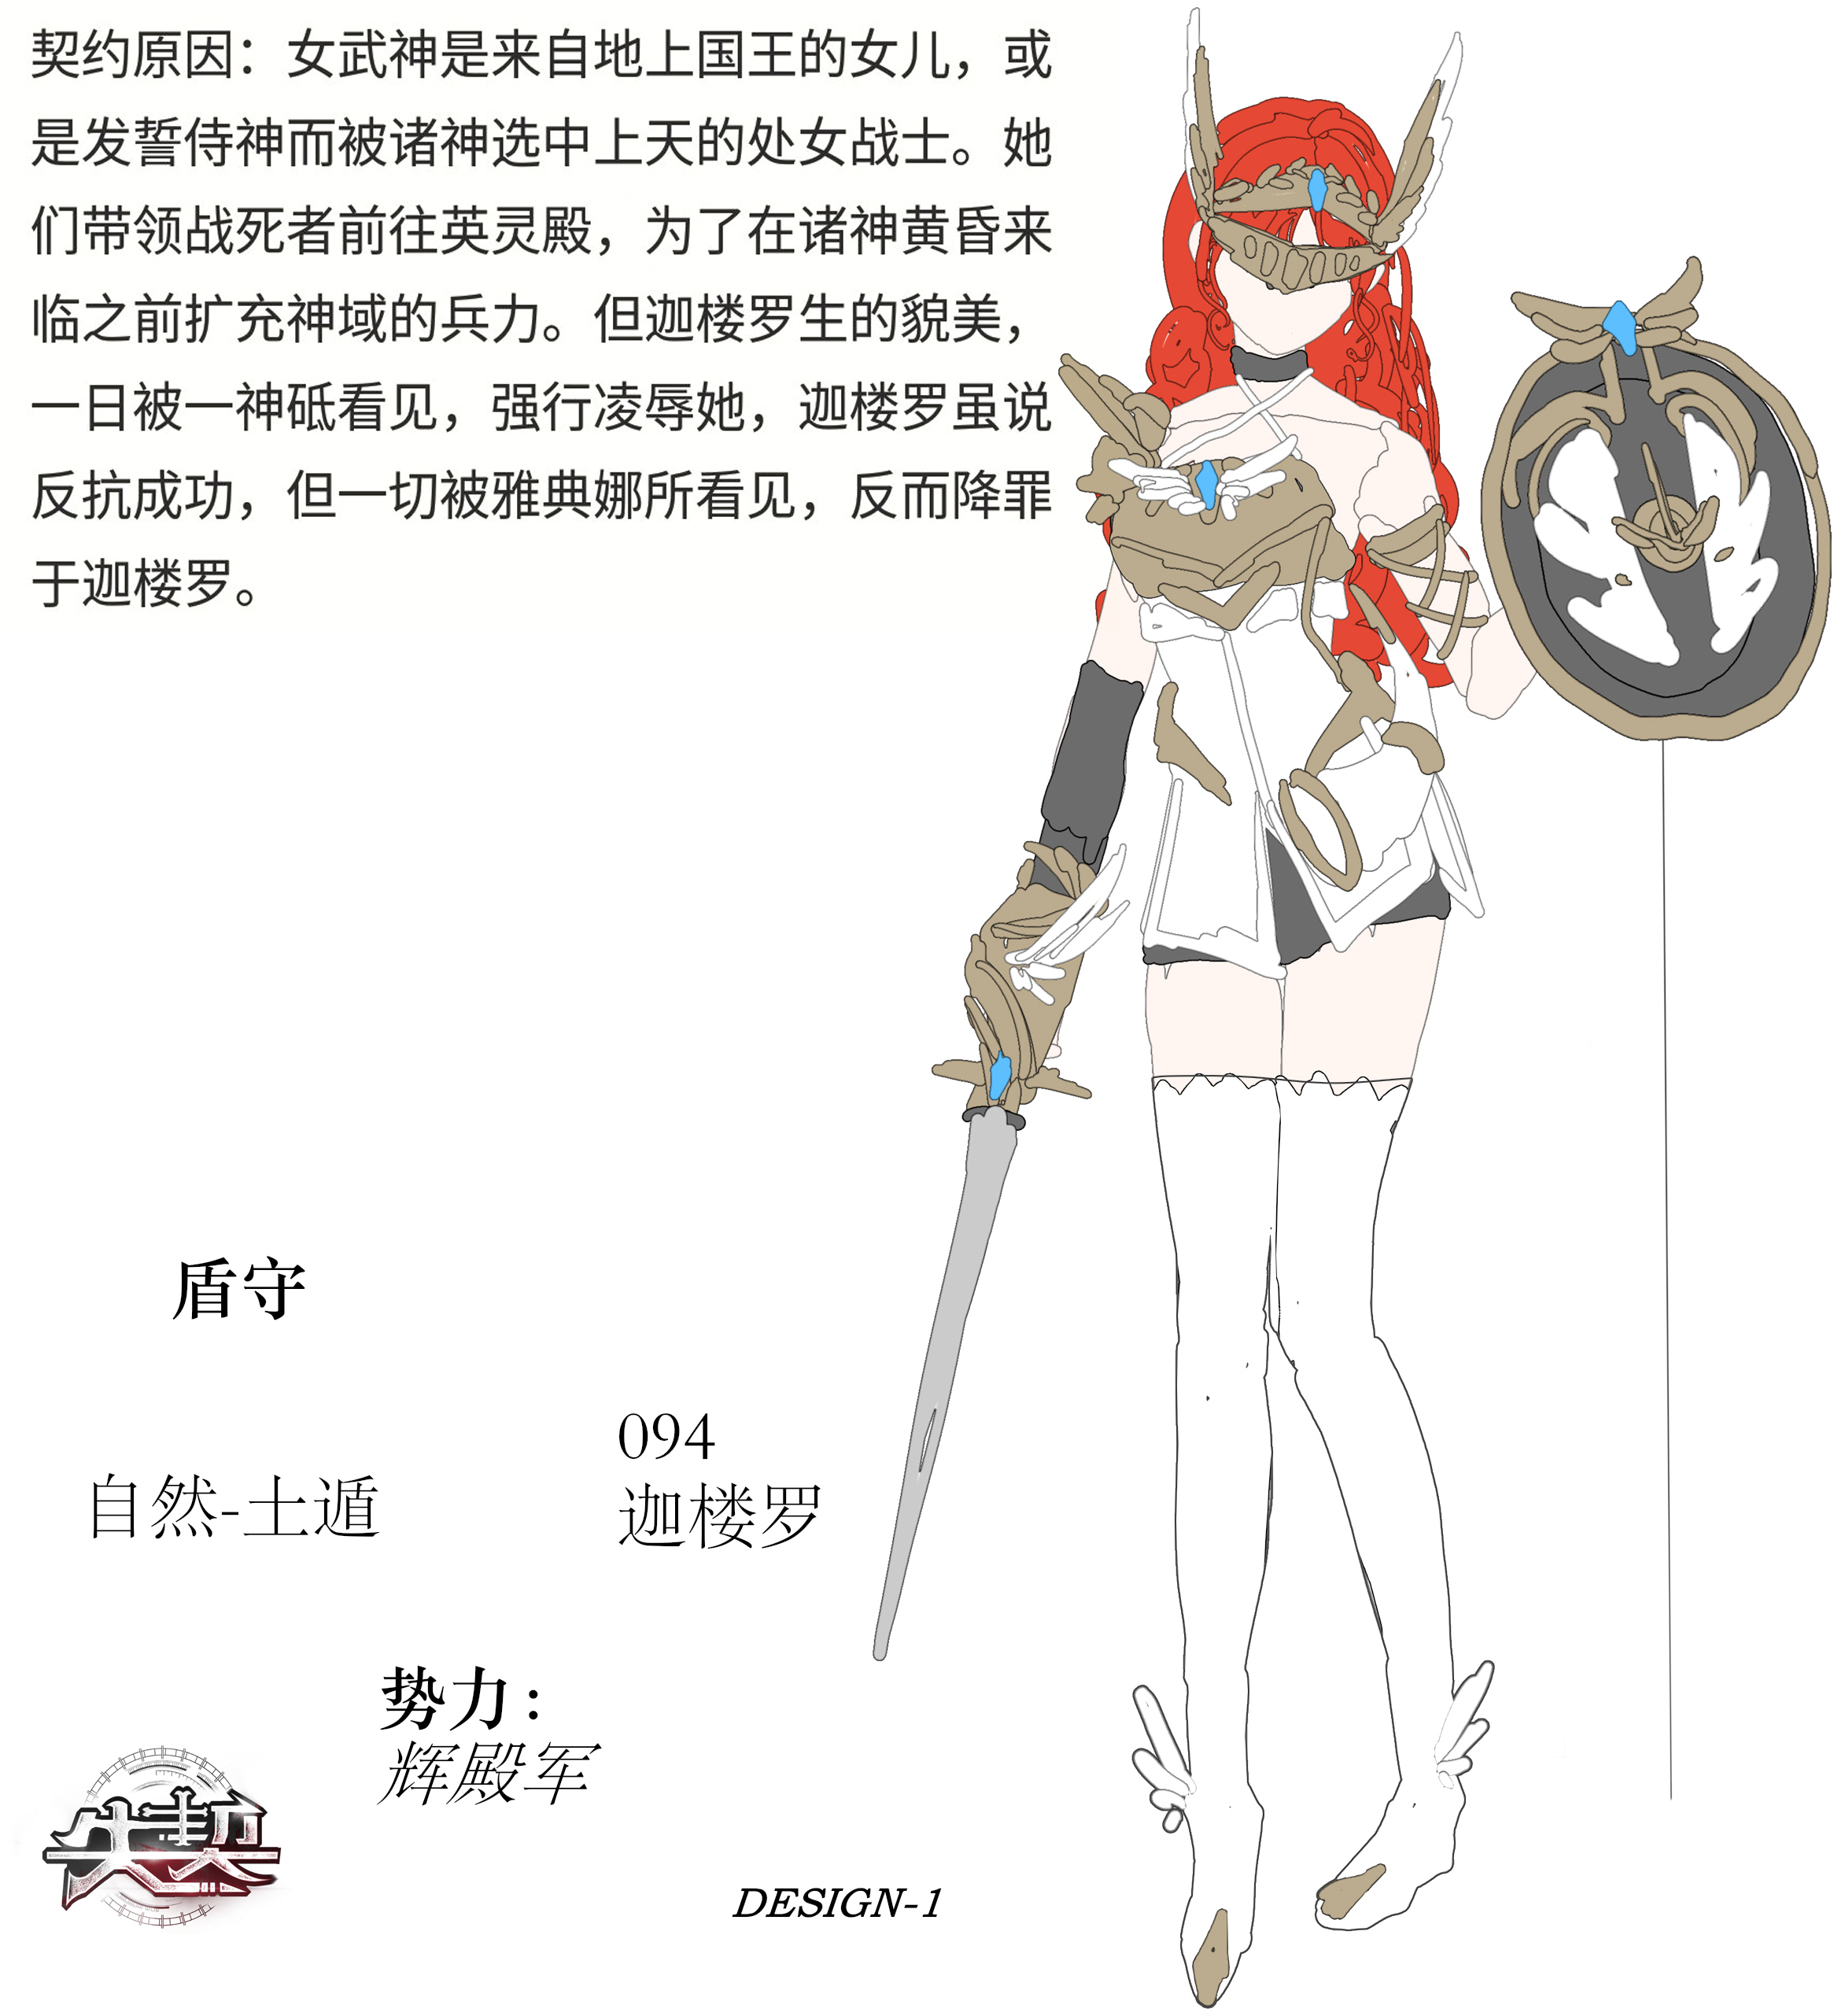 契约原因：女武神是来自地上国王的女儿，或
是发誓侍神而被诸神选中上天的处女战士。她
们带领战死者前往英灵殿，为了在诸神黄昏来
临之前扩充神域的兵力。但迦楼罗生的貌美，
一日被一神砥看见，强行凌辱她，迦楼罗虽说
反抗成功，但一切被雅典娜所看见，反而降罪
于迦楼罗。
盾守
094
自然-土遁
迦楼罗
势力：
辉殿军
失契
DESIGN-1